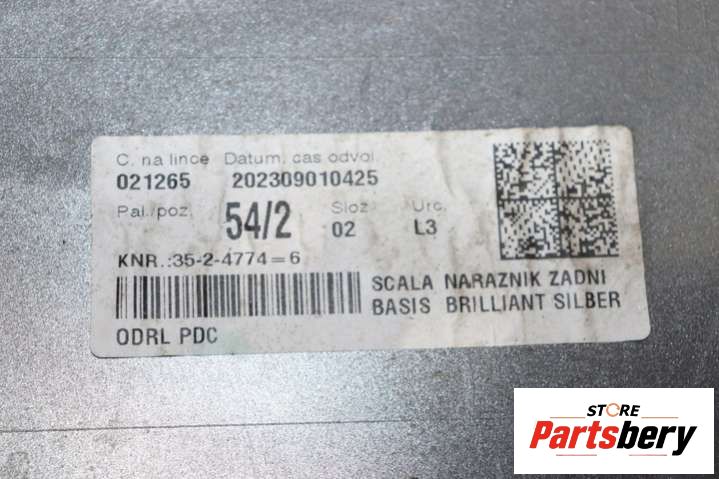 C. na lince Datum, cas odvol.
021265 202309010425
Pal./poz. 54/2 Sloz 02 Urc. L3
KNR.:35-2-4774=6
SCALA NARAZNIK ZADNI
BASIS BRILLIANT SILBER
ODRL PDC
STORE
Partsbery